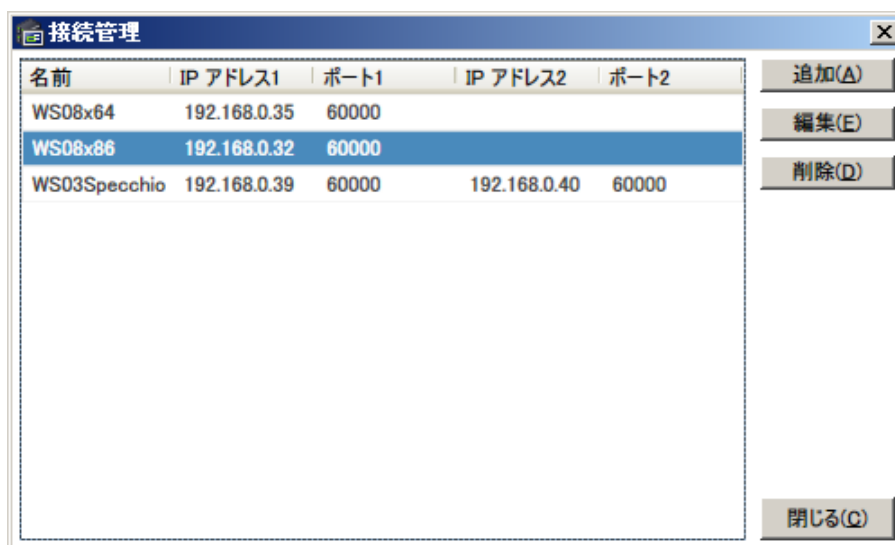 接続管理
名前 IP アドレス1 ポート1 IP アドレス2 ポート2
WS08x64 192.168.0.35 60000
WS08x86 192.168.0.32 60000
WS03Specchio 192.168.0.39 60000 192.168.0.40 60000
追加(A)
編集(E)
削除(D)
閉じる(C)